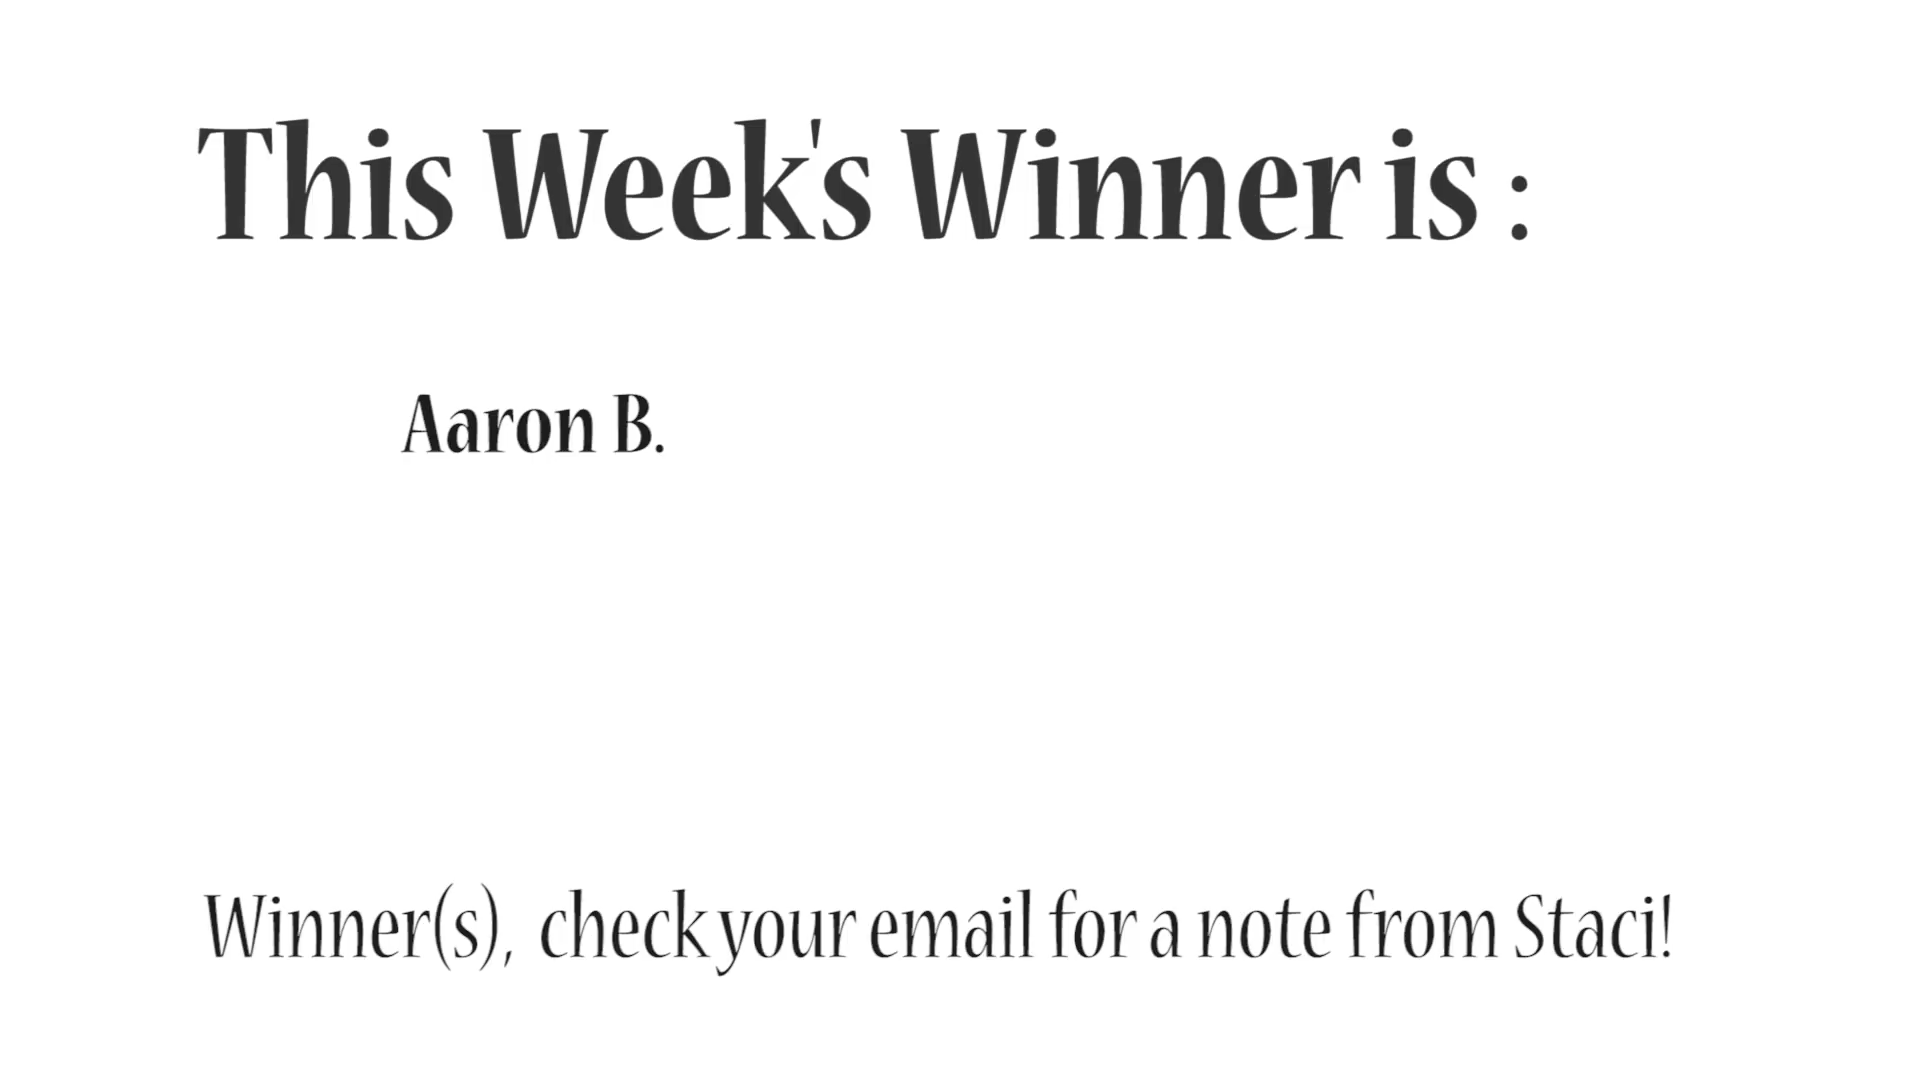 This Week's Winner is :
Aaron B.
Winner(s), check your email for a note from Staci!